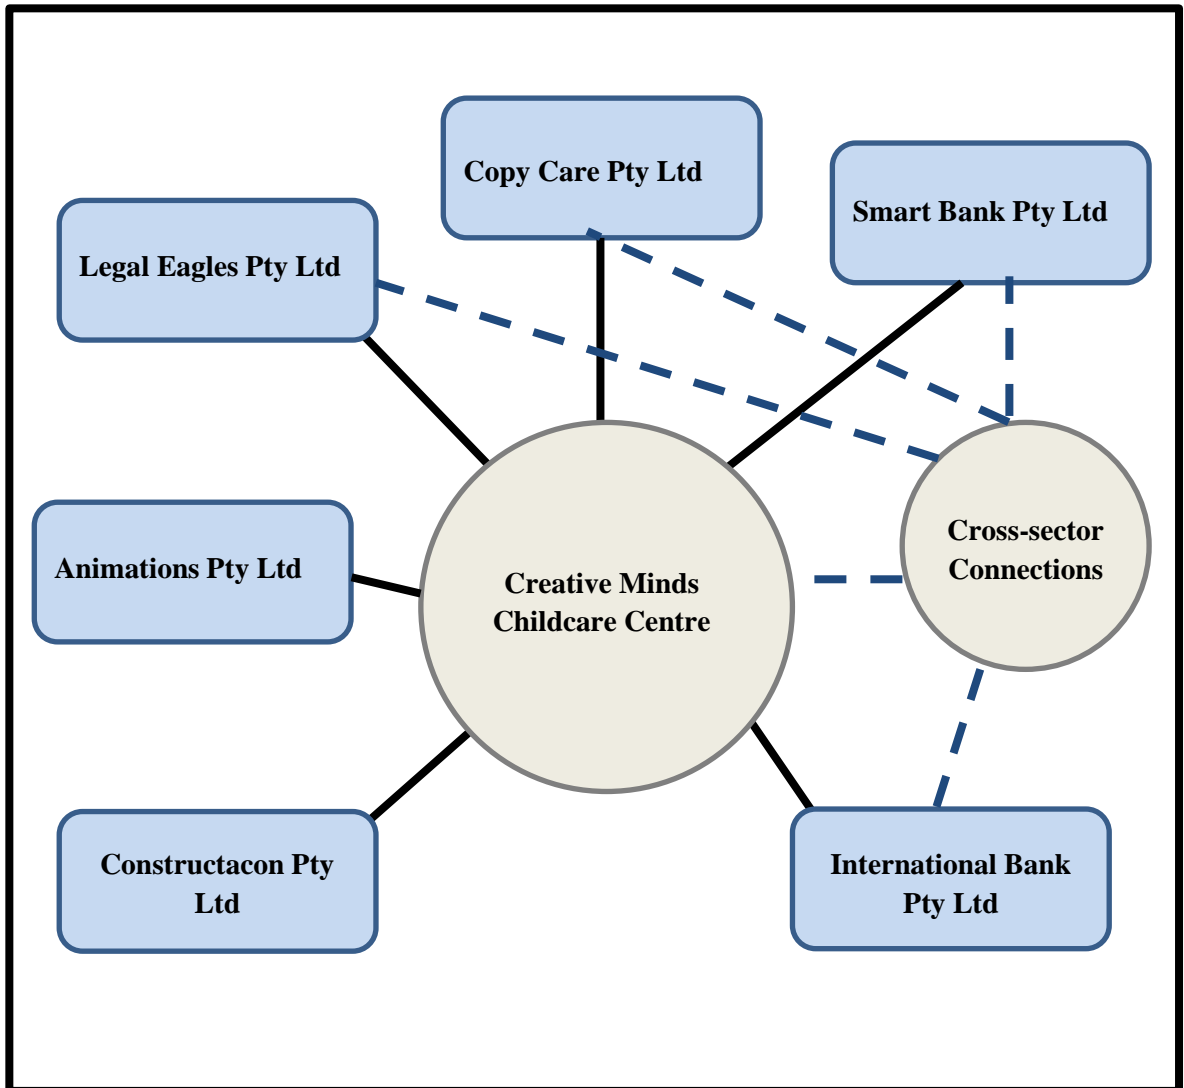 Copy Care Pty Ltd
Smart Bank Pty Ltd
Legal Eagles Pty Ltd
Cross-sector
Connections
Animations Pty Ltd
Creative Minds
Childcare Centre
Constructacon Pty
Ltd
International Bank
Pty Ltd